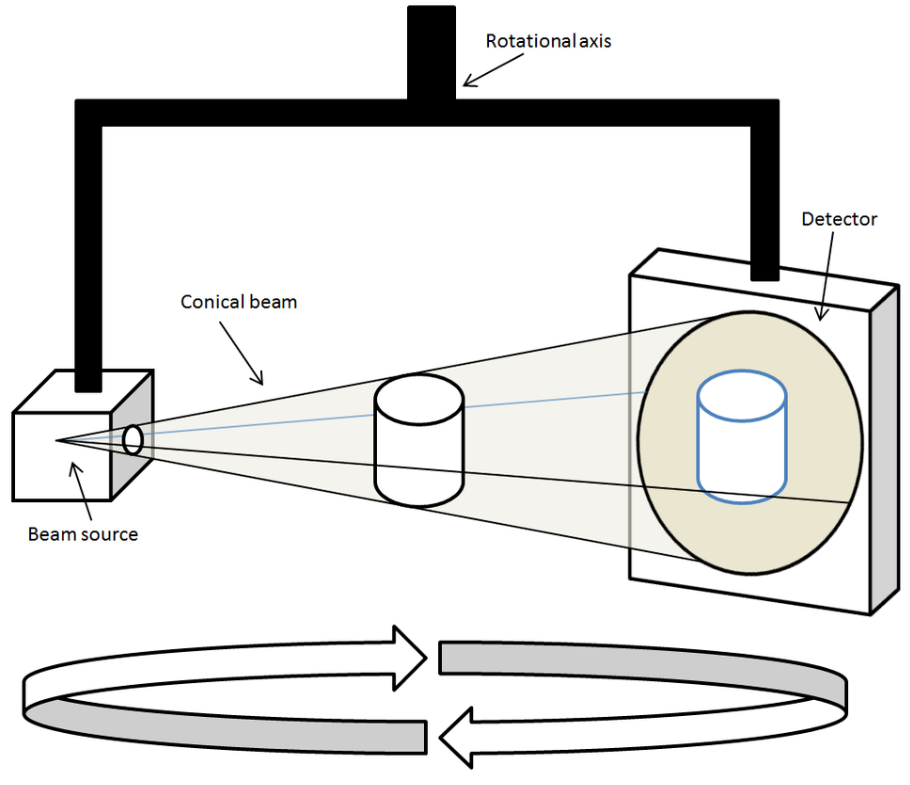 Rotational axis
Detector
Conical beam
Beam source